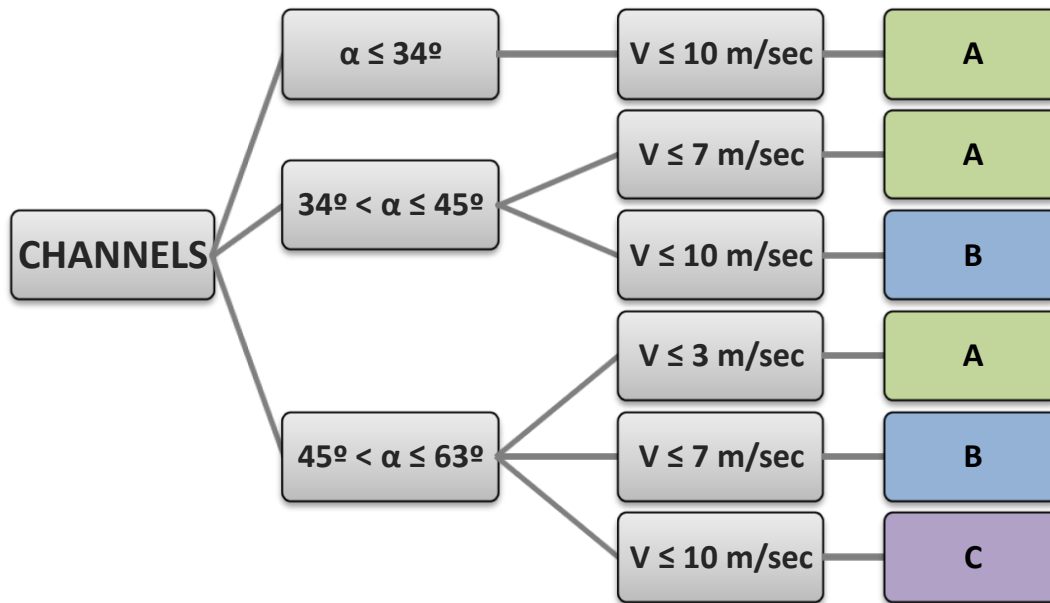 CHANNELS
α ≤ 34º
V ≤ 10 m/sec
A
34º < α ≤ 45º
V ≤ 7 m/sec
A
V ≤ 10 m/sec
B
45º < α ≤ 63º
V ≤ 3 m/sec
A
V ≤ 7 m/sec
B
V ≤ 10 m/sec
C